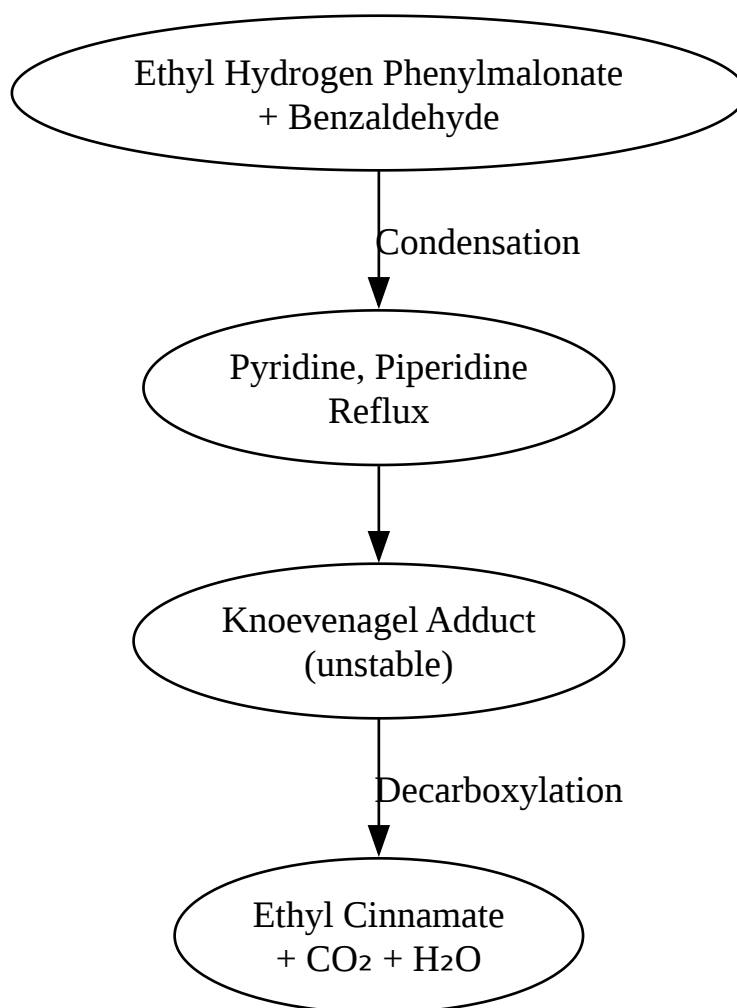 Ethyl Hydrogen Phenylmalonate
+ Benzaldehyde
Condensation
Pyridine, Piperidine
Reflux
Knoevenagel Adduct
(unstable)
Decarboxylation
Ethyl Cinnamate
+ CO₂ + H₂O